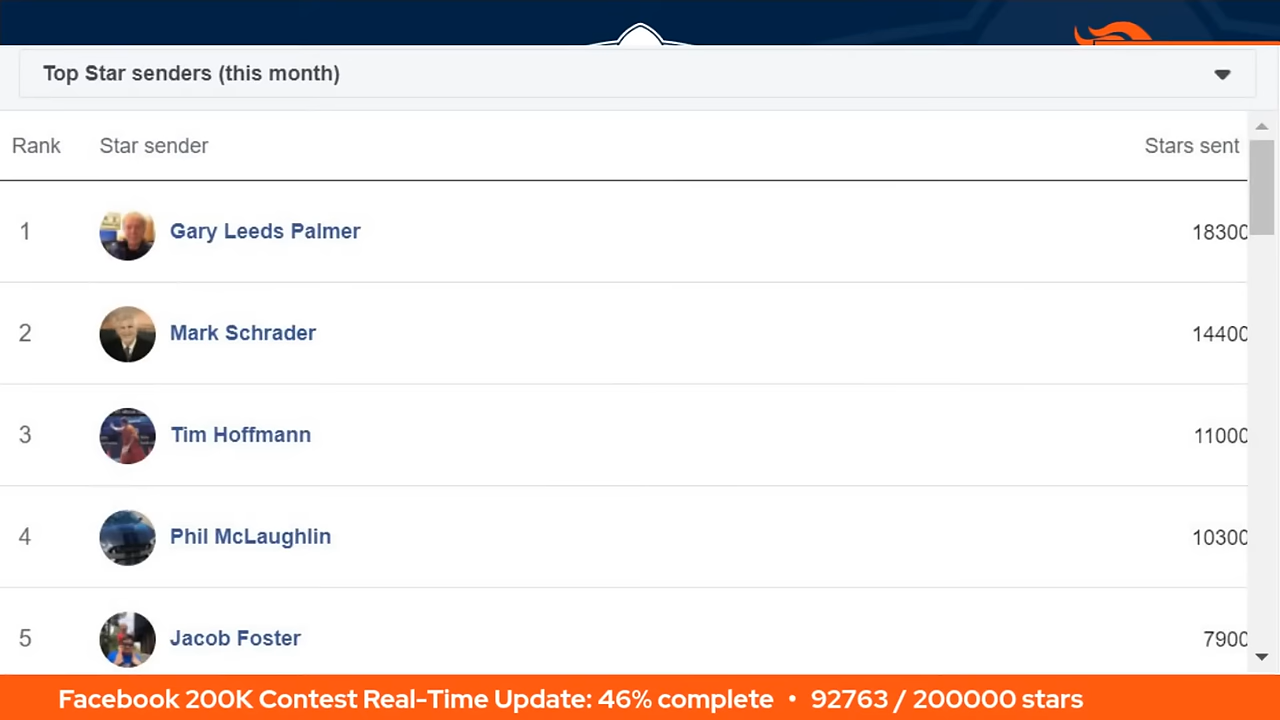 Top Star senders (this month)
Rank Star sender Stars sent
1 Gary Leeds Palmer 18300
2 Mark Schrader 14400
3 Tim Hoffmann 11000
4 Phil McLaughlin 10300
5 Jacob Foster 7900
Facebook 200K Contest Real-Time Update: 46% complete • 92763 / 200000 stars